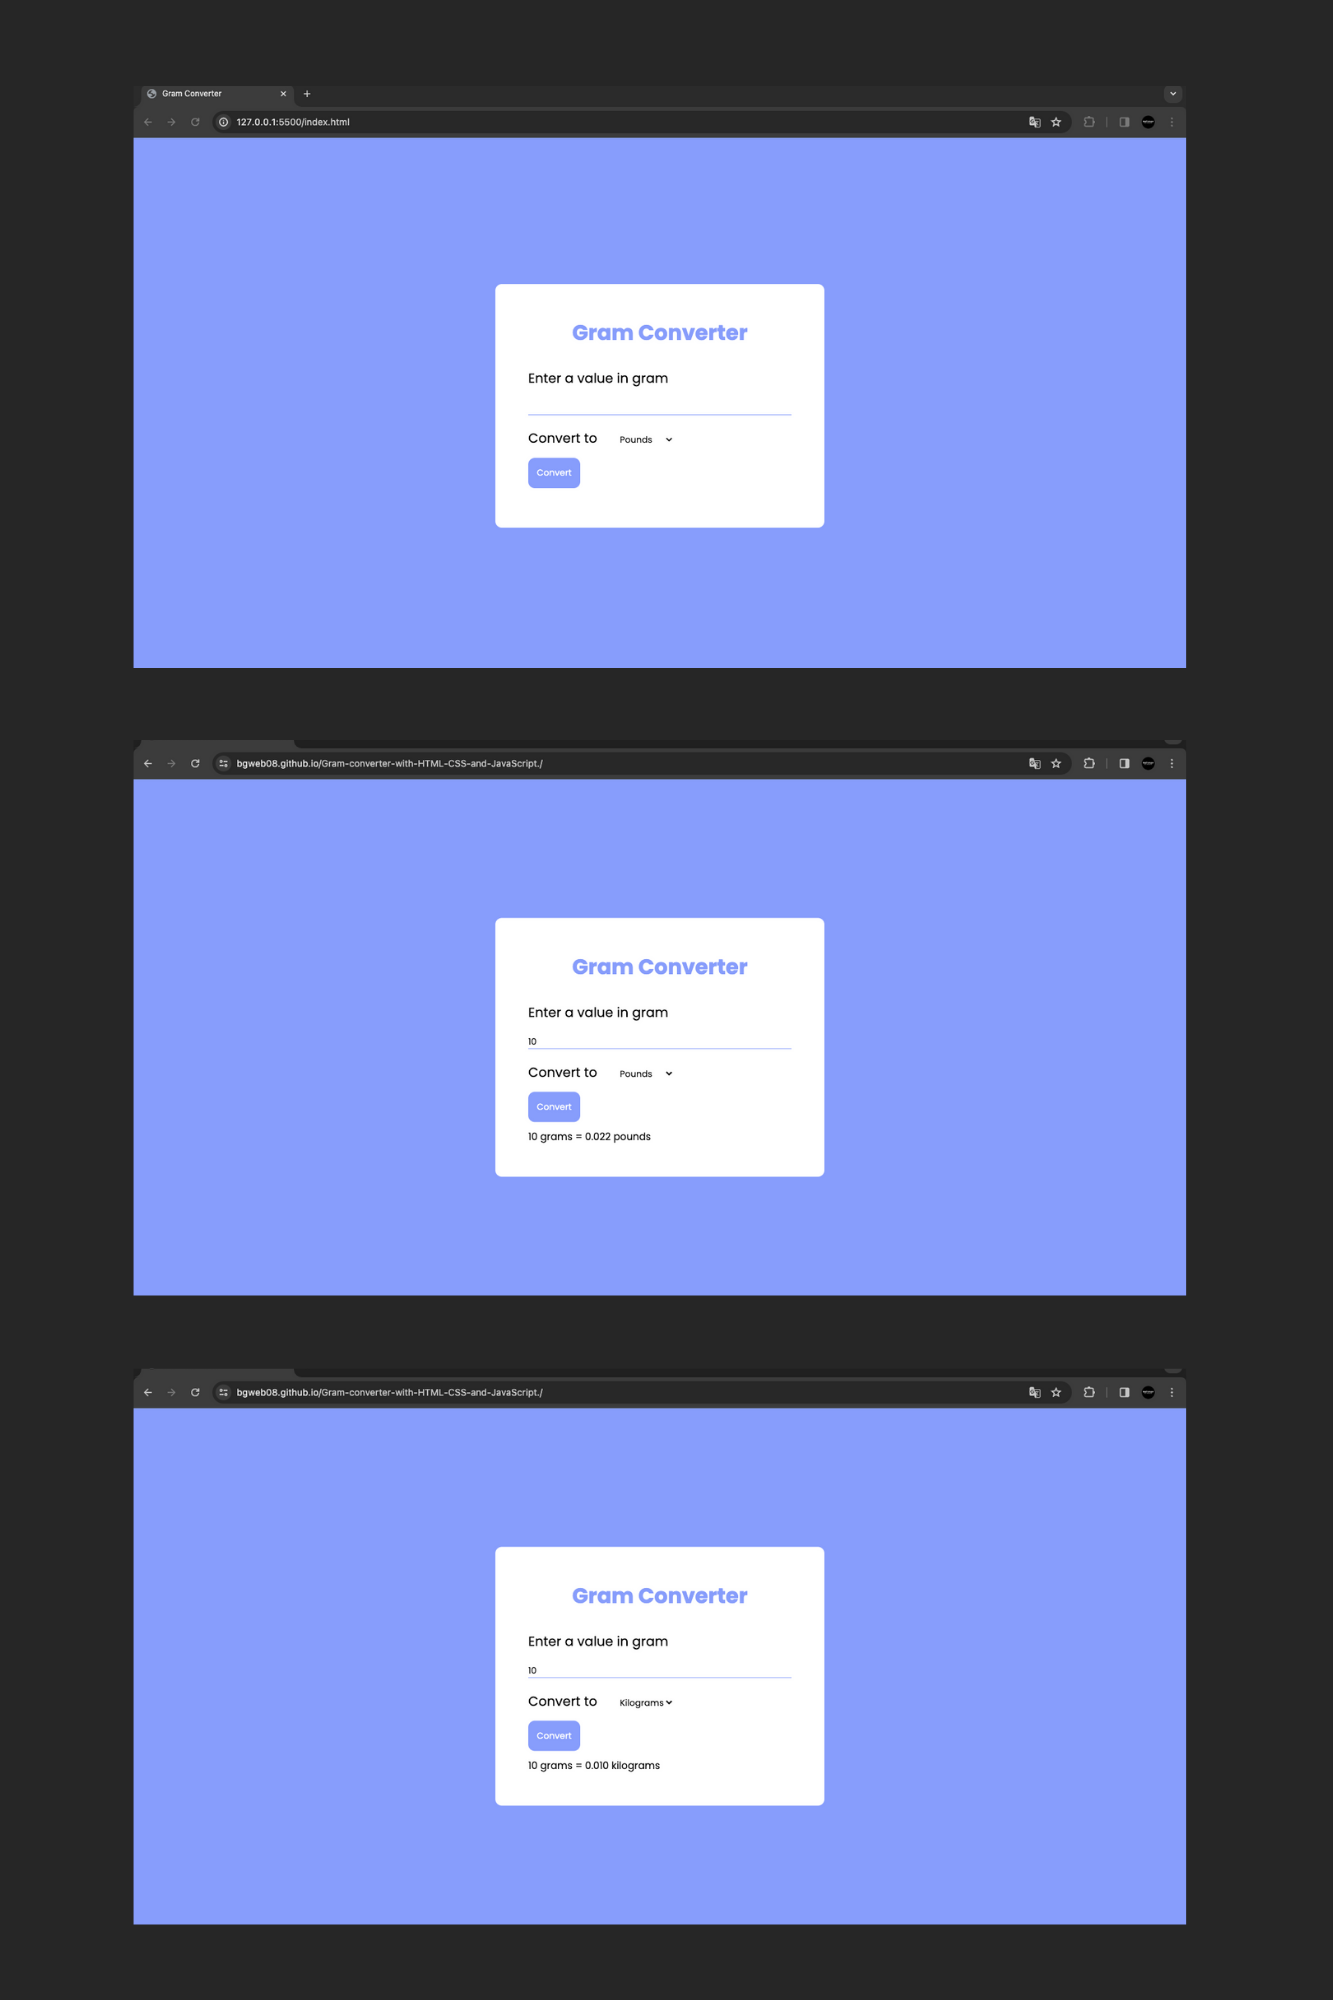 Gram Converter
127.0.0.1:5500/index.html
Gram Converter
Enter a value in gram
Convert to Pounds
Convert
bgweb08.github.io/Gram-converter-with-HTML-CSS-and-JavaScript./
Gram Converter
Enter a value in gram
10
Convert to Pounds
Convert
10 grams = 0.022 pounds
bgweb08.github.io/Gram-converter-with-HTML-CSS-and-JavaScript./
Gram Converter
Enter a value in gram
10
Convert to Kilograms
Convert
10 grams = 0.010 kilograms